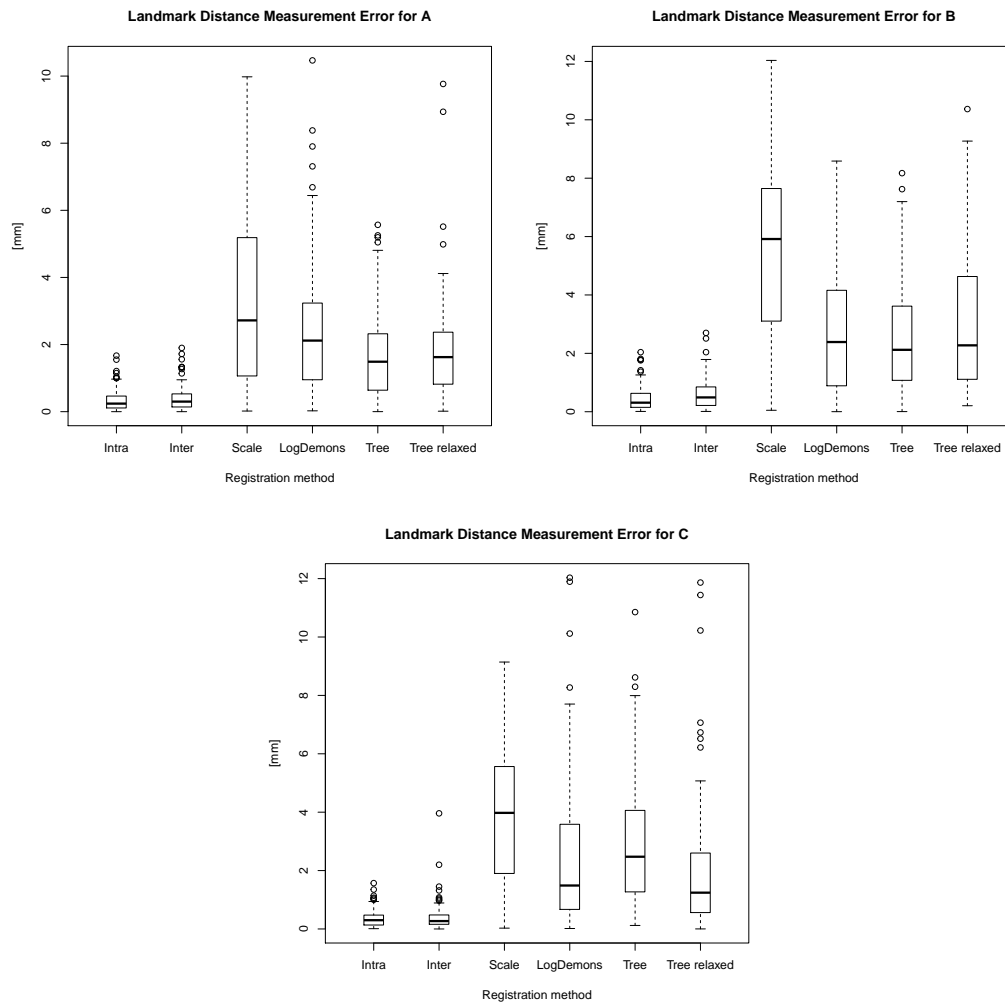 Landmark Distance Measurement Error for A
10
8
6
4
2
0
[mm]
Intra Inter Scale LogDemons Tree Tree relaxed
Registration method
Landmark Distance Measurement Error for B
12
10
8
6
4
2
0
[mm]
Intra Inter Scale LogDemons Tree Tree relaxed
Registration method
Landmark Distance Measurement Error for C
12
10
8
6
4
2
0
[mm]
Intra Inter Scale LogDemons Tree Tree relaxed
Registration method